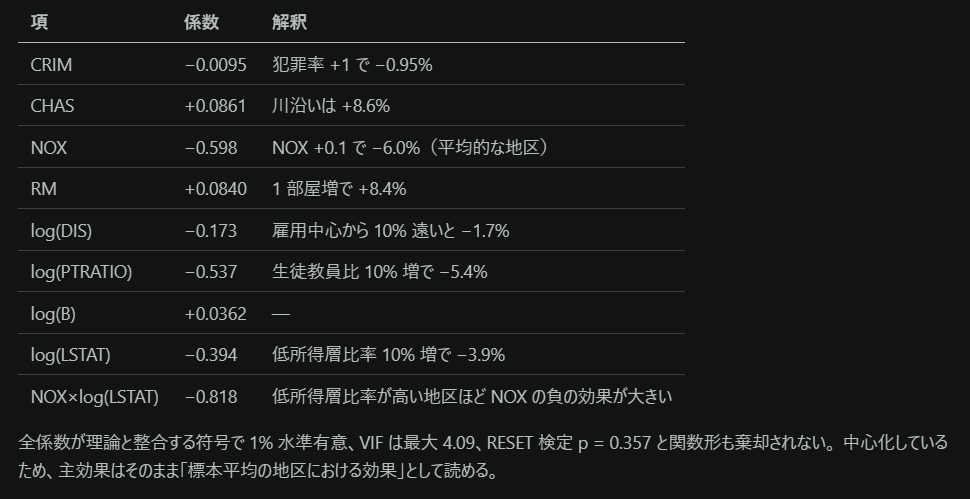 項 係数 解釈
CRIM −0.0095 犯罪率 +1 で −0.95%
CHAS +0.0861 川沿いは +8.6%
NOX −0.598 NOX +0.1 で −6.0%（平均的な地区）
RM +0.0840 1 部屋増で +8.4%
log(DIS) −0.173 雇用中心から 10% 遠いと −1.7%
log(PTRATIO) −0.537 生徒教員比 10% 増で −5.4%
log(B) +0.0362 —
log(LSTAT) −0.394 低所得層比率 10% 増で −3.9%
NOX×log(LSTAT) −0.818 低所得層比率が高い地区ほど NOX の負の効果が大きい
全係数が理論と整合する符号で 1% 水準有意、VIF は最大 4.09、RESET 検定 p = 0.357 と関数形も棄却されない。中心化している
ため、主効果はそのまま「標本平均の地区における効果」として読める。